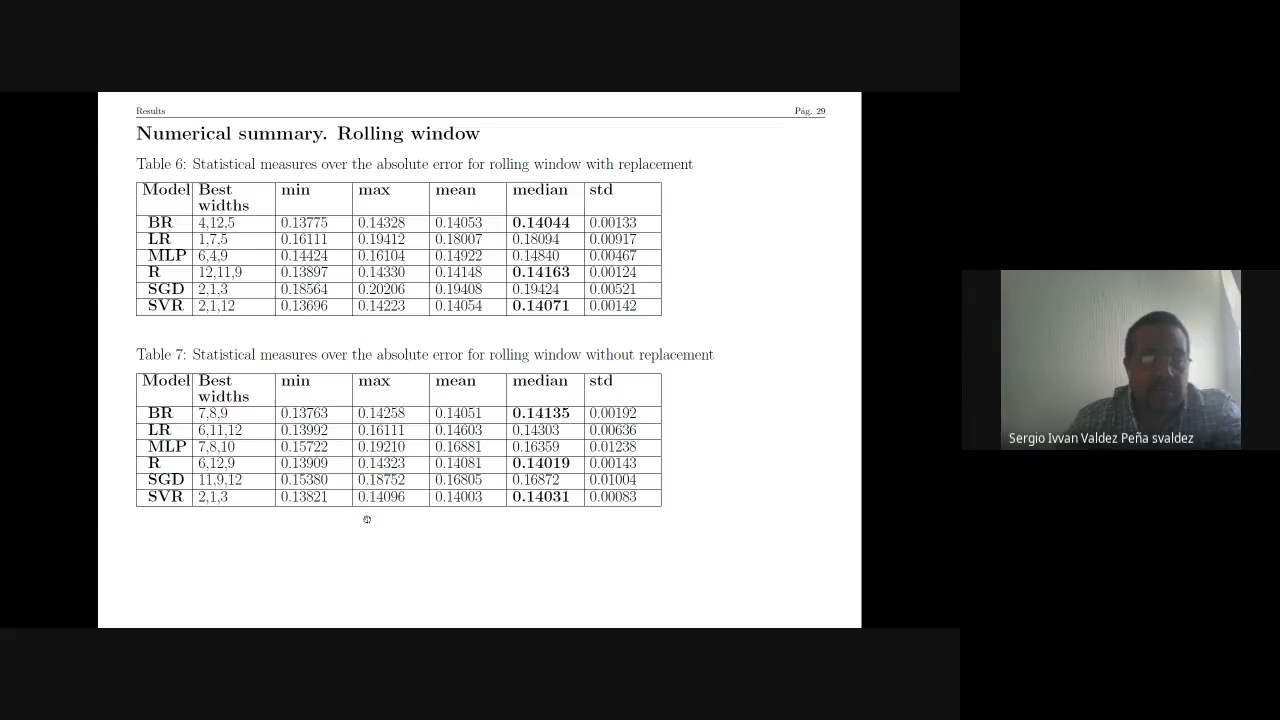 Results Pág. 29
Numerical summary. Rolling window
Table 6: Statistical measures over the absolute error for rolling window with replacement
Model Best widths min max mean median std
BR 4,12,5 0.13775 0.14328 0.14053 0.14044 0.00133
LR 1,7,5 0.16111 0.19412 0.18007 0.18094 0.00917
MLP 6,4,9 0.14424 0.16104 0.14922 0.14840 0.00467
R 12,11,9 0.13897 0.14330 0.14148 0.14163 0.00124
SGD 2,1,3 0.18564 0.20206 0.19408 0.19424 0.00521
SVR 2,1,12 0.13696 0.14223 0.14054 0.14071 0.00142
Table 7: Statistical measures over the absolute error for rolling window without replacement
Model Best widths min max mean median std
BR 7,8,9 0.13763 0.14258 0.14051 0.14135 0.00192
LR 6,11,12 0.13992 0.16111 0.14603 0.14303 0.00636
MLP 7,8,10 0.15722 0.19210 0.16881 0.16359 0.01238
R 6,12,9 0.13909 0.14323 0.14081 0.14019 0.00143
SGD 11,9,12 0.15380 0.18752 0.16805 0.16872 0.01004
SVR 2,1,3 0.13821 0.14096 0.14003 0.14031 0.00083
Sergio Ivvan Valdez Peña svaldez